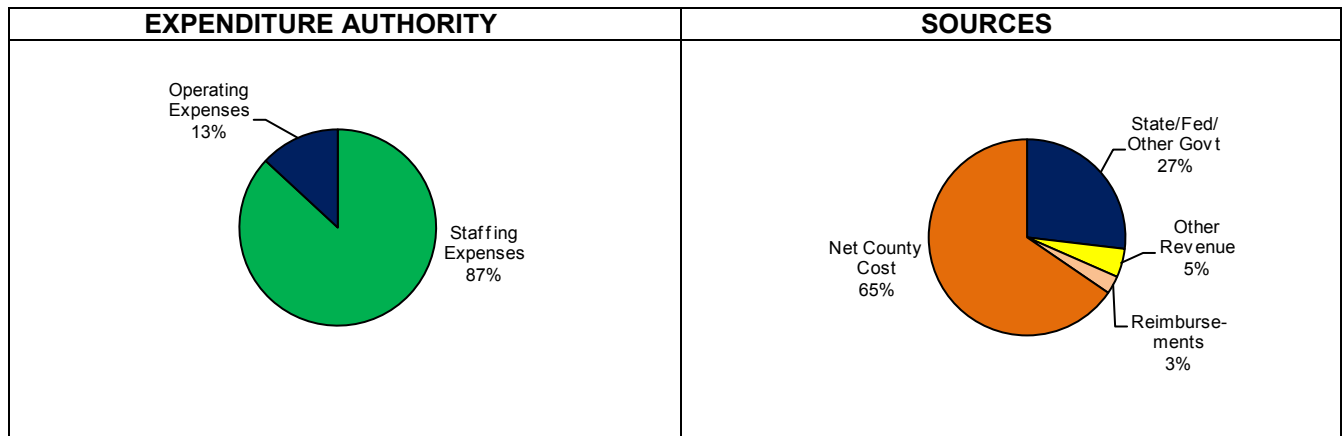 EXPENDITURE AUTHORITY
Operating
Expenses
13%
Staffing
Expenses
87%
SOURCES
State/Fed/
Other Govt
27%
Other
Revenue
5%
Reimburse-
ments
3%
Net County
Cost
65%